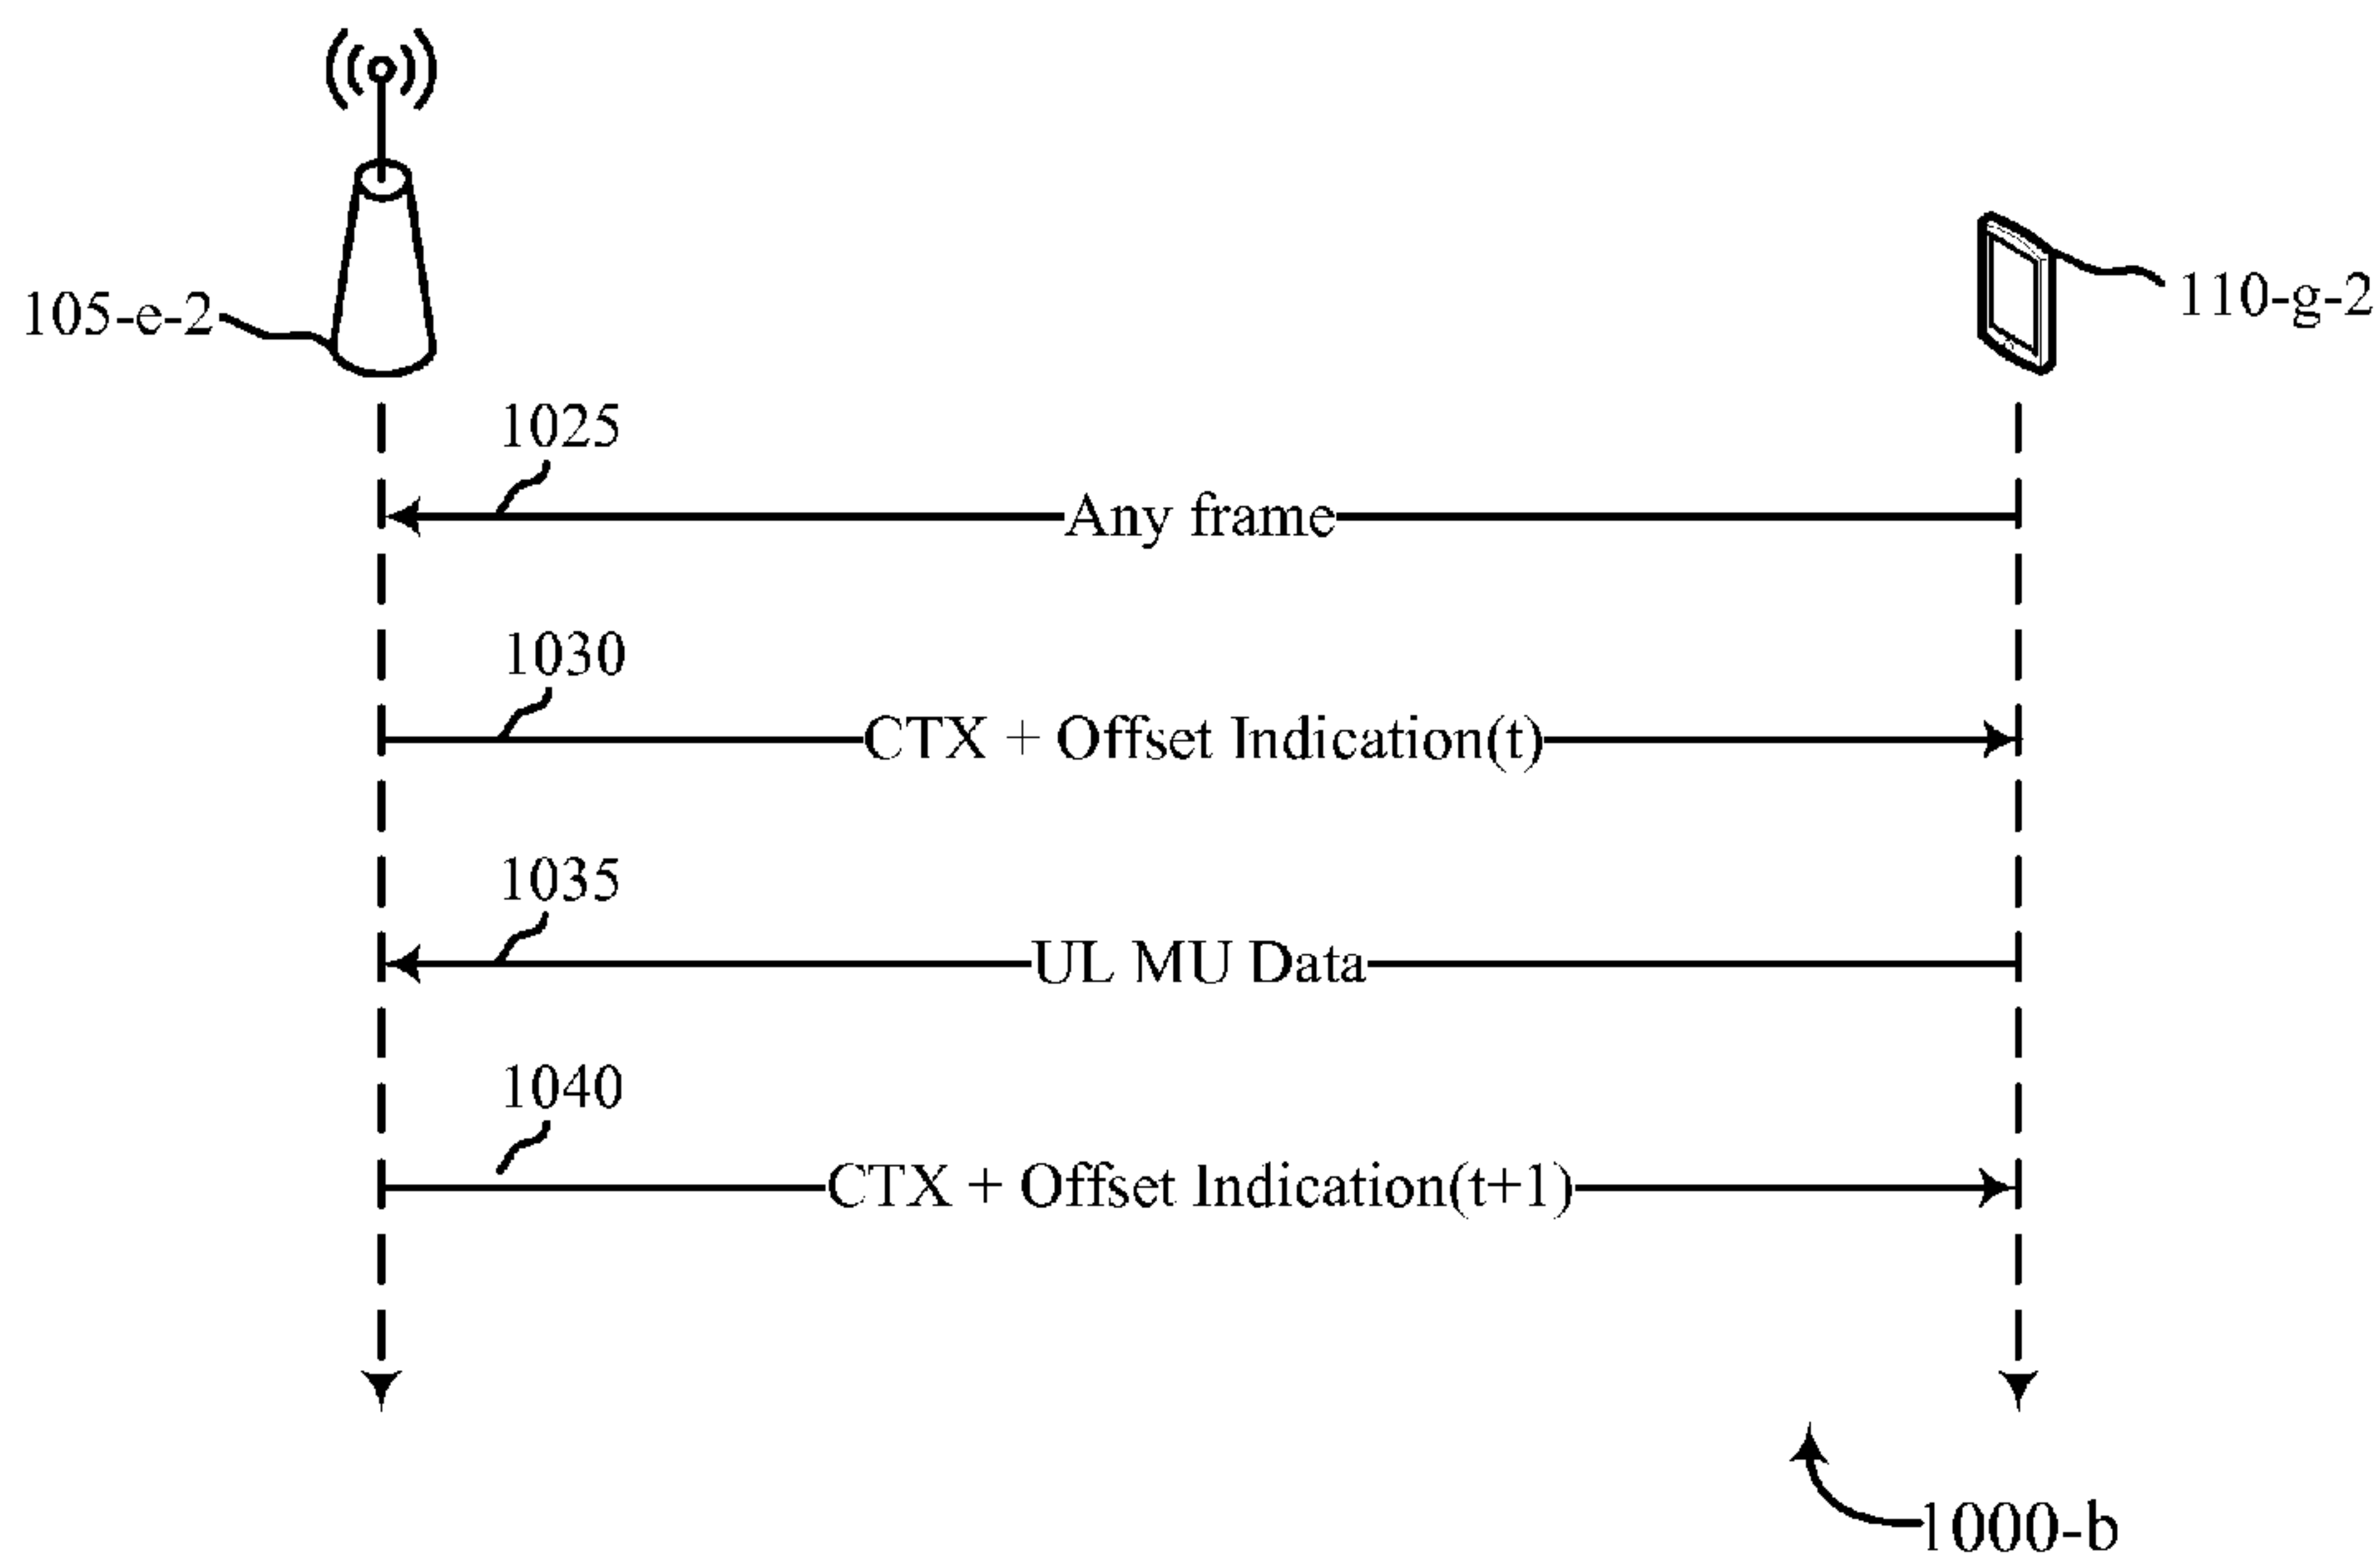 105-e-2
110-g-2
1025
Any frame
1030
CTX + Offset Indication(t)
1035
UL MU Data
1040
CTX + Offset Indication(t+1)
1000-b